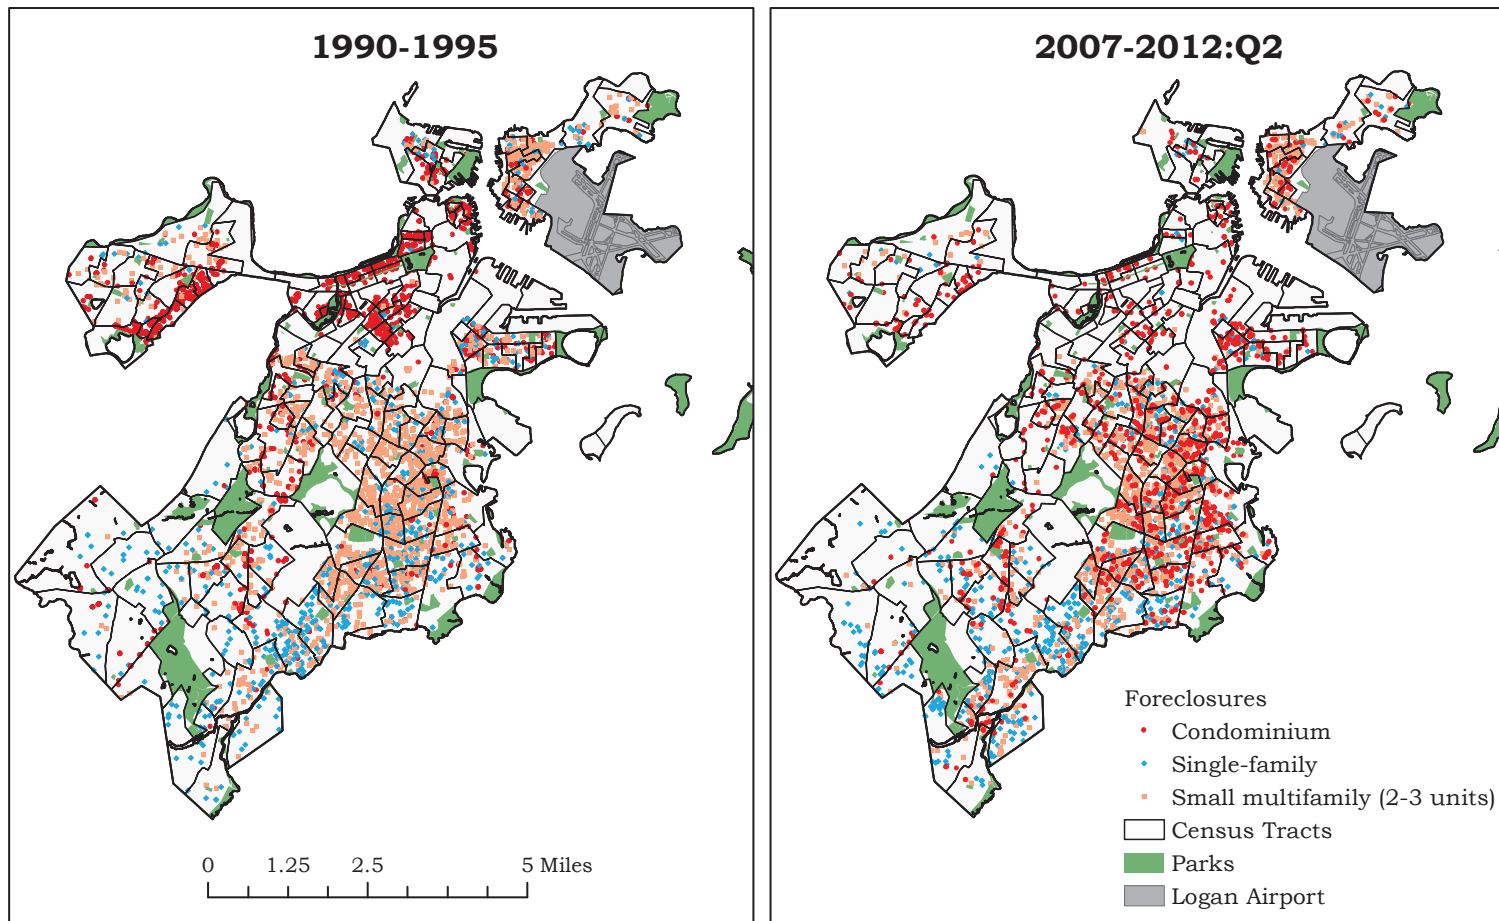 1990-1995
2007-2012:Q2
Foreclosures
Condominium
Single-family
Small multifamily (2-3 units)
Census Tracts
Parks
Logan Airport
0 1.25 2.5 5 Miles